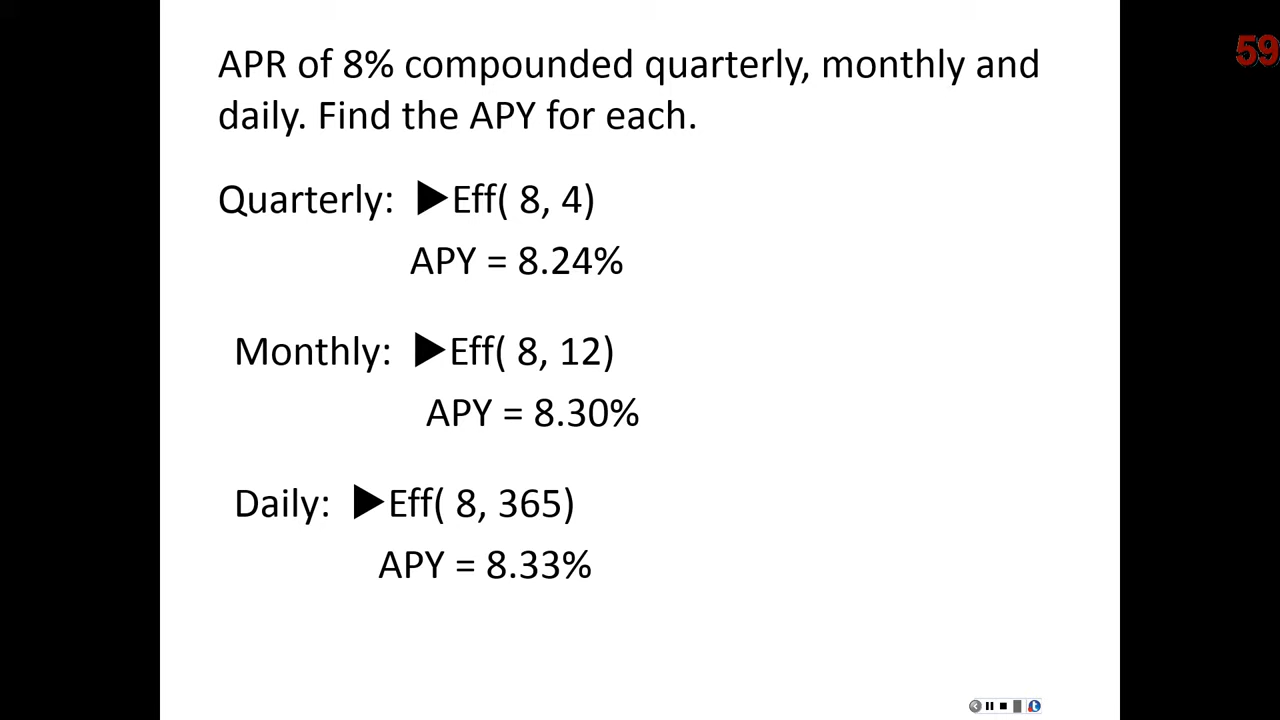 APR of 8% compounded quarterly, monthly and
daily. Find the APY for each.
Quarterly: ▶Eff( 8, 4)
APY = 8.24%
Monthly: ▶Eff( 8, 12)
APY = 8.30%
Daily: ▶Eff( 8, 365)
APY = 8.33%
59